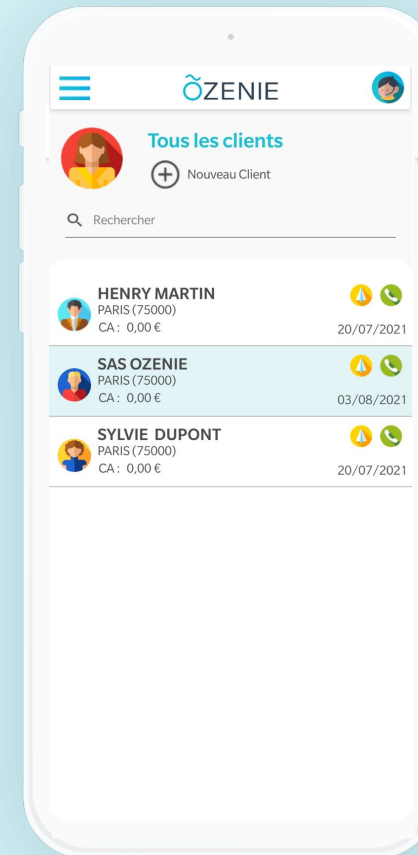 ÕZENIE
Tous les clients
Nouveau Client
Rechercher
HENRY MARTIN
PARIS (75000)
CA : 0,00 €
20/07/2021
SAS OZENIE
PARIS (75000)
CA : 0,00 €
03/08/2021
SYLVIE DUPONT
PARIS (75000)
CA : 0,00 €
20/07/2021